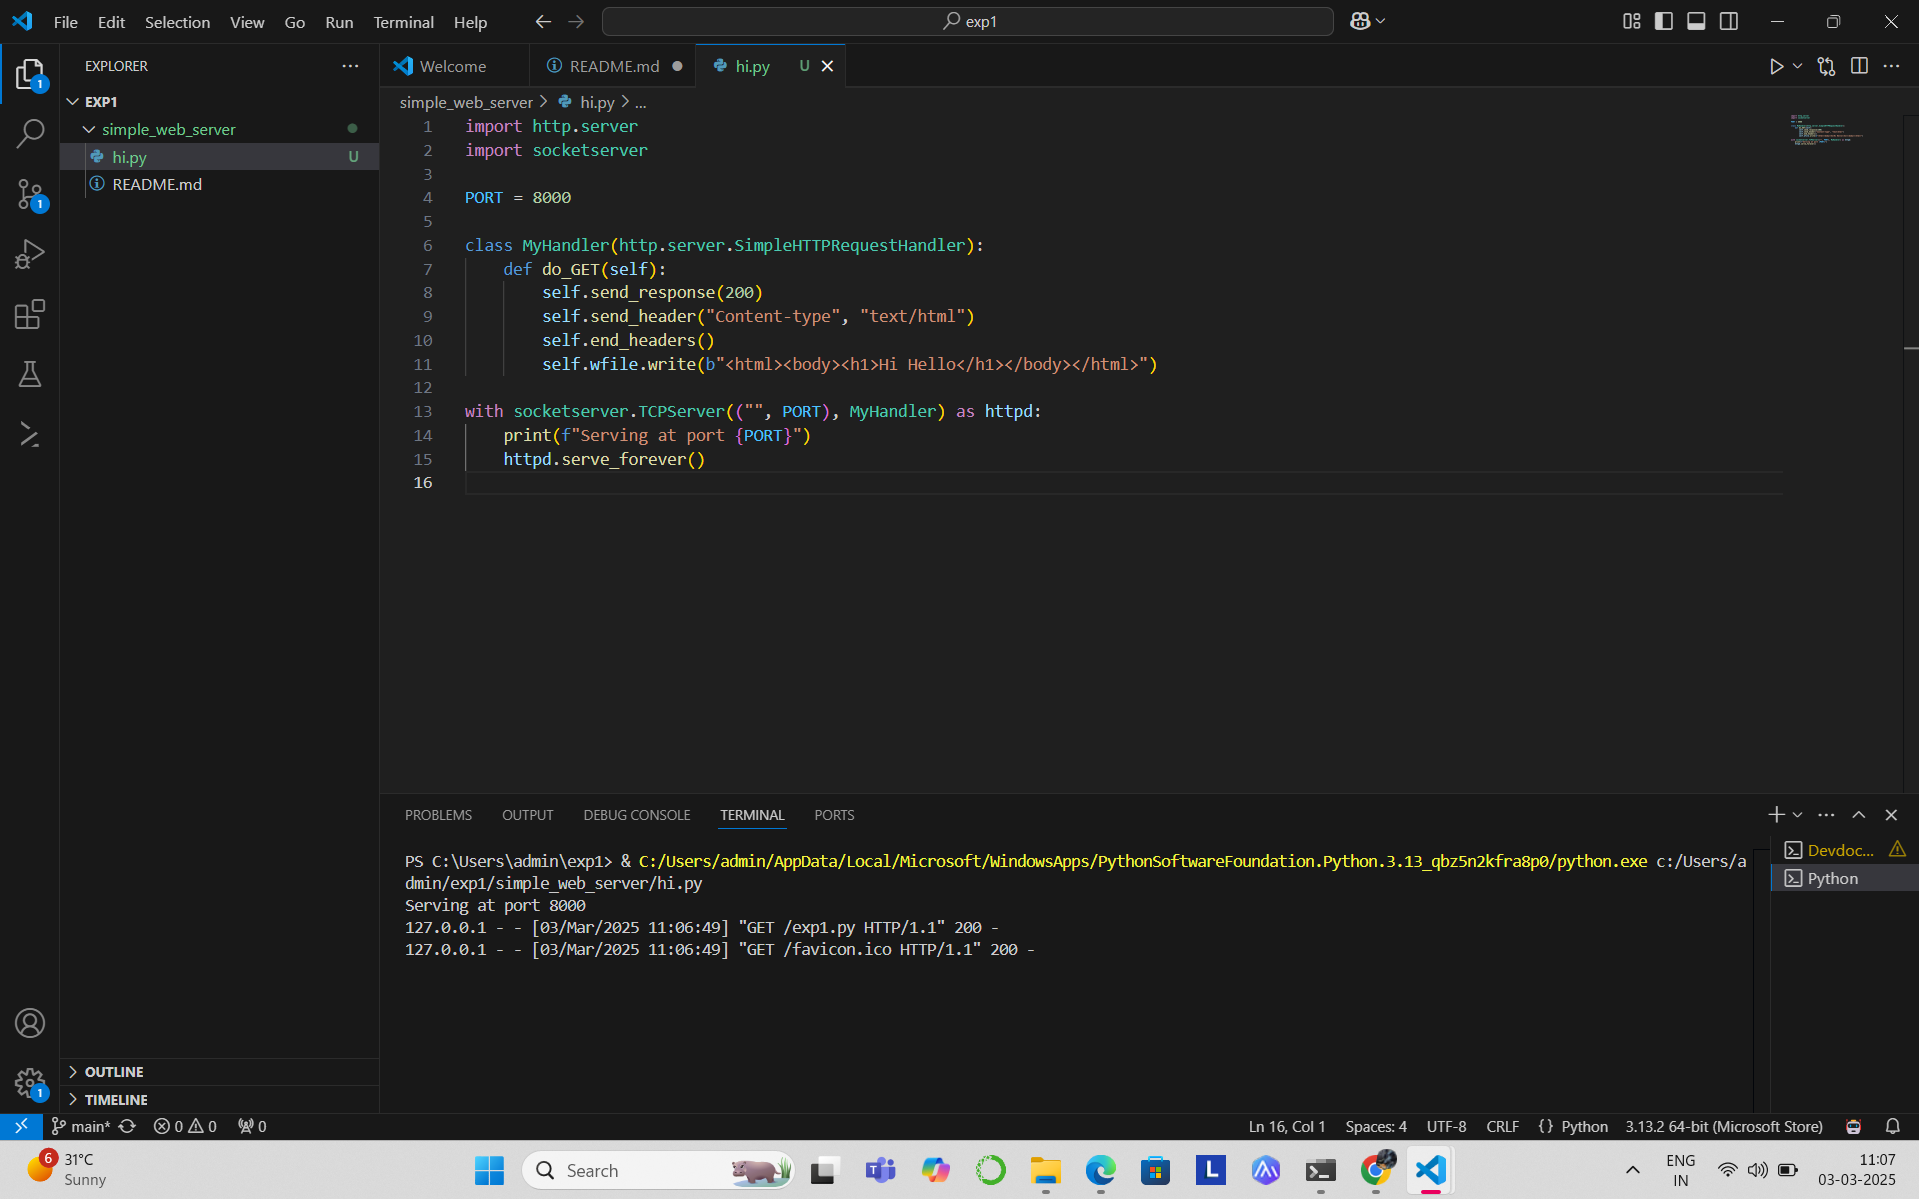 File Edit Selection View Go Run Terminal Help
exp1
EXPLORER
EXP1
simple_web_server
hi.py U
README.md
OUTLINE
TIMELINE
1
1
1
Welcome README.md hi.py U
simple_web_server > hi.py > ...
1 import http.server
2 import socketserver
3
4 PORT = 8000
5
6 class MyHandler(http.server.SimpleHTTPRequestHandler):
7 def do_GET(self):
8 self.send_response(200)
9 self.send_header("Content-type", "text/html")
10 self.end_headers()
11 self.wfile.write(b"<html><body><h1>Hi Hello</h1></body></html>")
12
13 with socketserver.TCPServer(("", PORT), MyHandler) as httpd:
14 print(f"Serving at port {PORT}")
15 httpd.serve_forever()
16
PROBLEMS OUTPUT DEBUG CONSOLE TERMINAL PORTS
PS C:\Users\admin\exp1> & C:/Users/admin/AppData/Local/Microsoft/WindowsApps/PythonSoftwareFoundation.Python.3.13_qbz5n2kfra8p0/python.exe c:/Users/a
dmin/exp1/simple_web_server/hi.py
Serving at port 8000
127.0.0.1 - - [03/Mar/2025 11:06:49] "GET /exp1.py HTTP/1.1" 200 -
127.0.0.1 - - [03/Mar/2025 11:06:49] "GET /favicon.ico HTTP/1.1" 200 -
Devdoc...
Python
main* 0 0 0
Ln 16, Col 1 Spaces: 4 UTF-8 CRLF {} Python 3.13.2 64-bit (Microsoft Store)
6
31°C
Sunny
Search
L
ENG
IN
11:07
03-03-2025